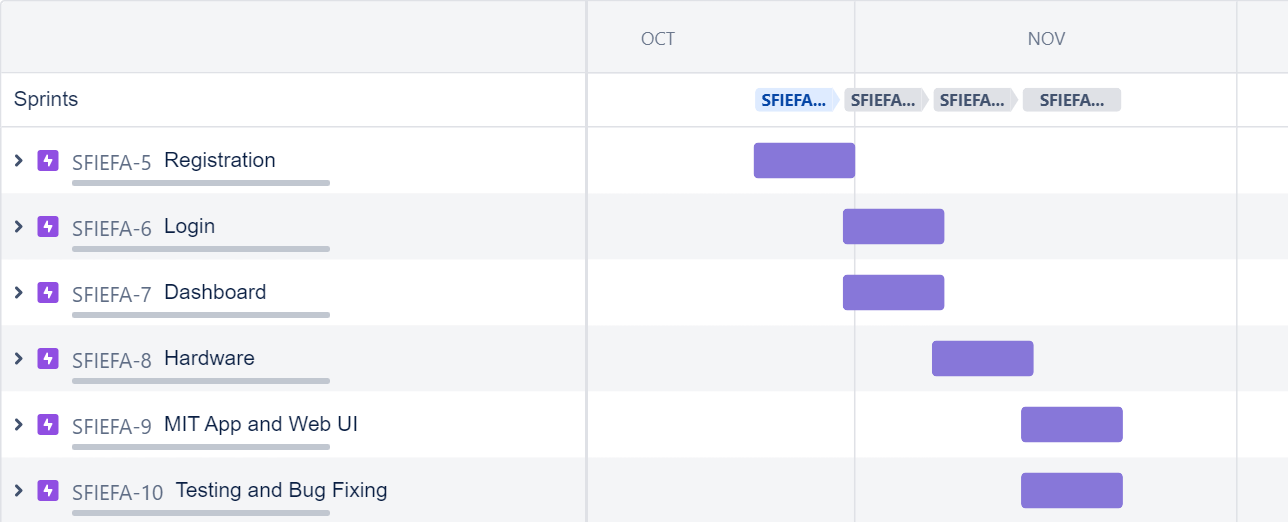 OCT NOV
Sprints SFIEFA... SFIEFA... SFIEFA... SFIEFA...
SFIEFA-5 Registration
SFIEFA-6 Login
SFIEFA-7 Dashboard
SFIEFA-8 Hardware
SFIEFA-9 MIT App and Web UI
SFIEFA-10 Testing and Bug Fixing